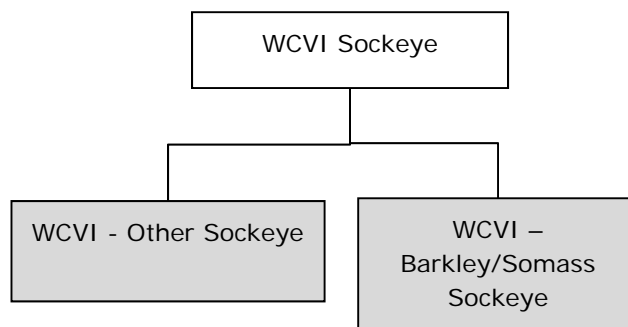 WCVI Sockeye
WCVI - Other Sockeye
WCVI –
Barkley/Somass
Sockeye